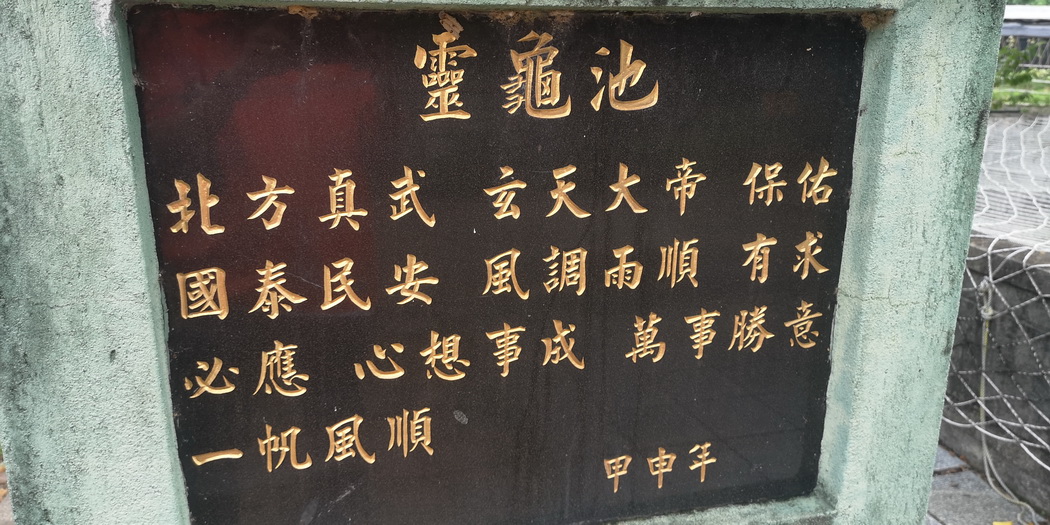 靈龜池
北方真武 玄天大帝 保佑
國泰民安 風調雨順 有求
必應 心想事成 萬事勝意
一帆風順
甲申年